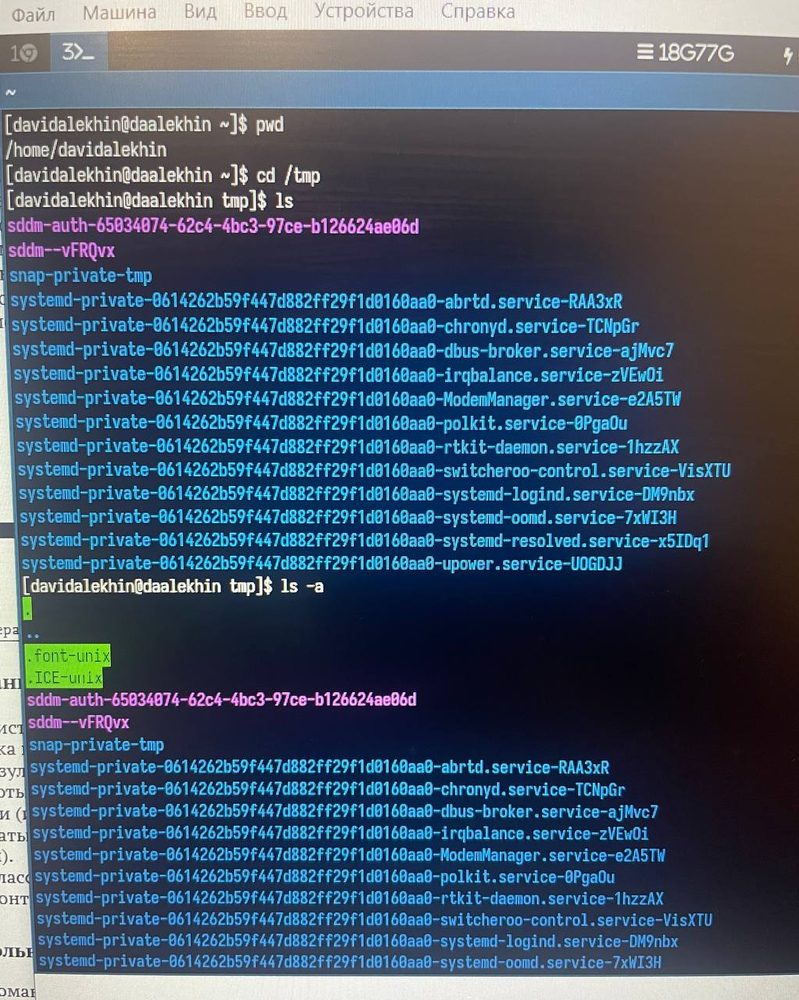 Файл Машина Вид Ввод Устройства Справка
1 3>_ 18G77G
~
[davidalekhin@daalekhin ~]$ pwd
/home/davidalekhin
[davidalekhin@daalekhin ~]$ cd /tmp
[davidalekhin@daalekhin tmp]$ ls
sddm-auth-65034074-62c4-4bc3-97ce-b126624ae06d
sddm--vFRQvx
snap-private-tmp
systemd-private-0614262b59f447d882ff29f1d0160aa0-abrtd.service-RAA3xR
systemd-private-0614262b59f447d882ff29f1d0160aa0-chronyd.service-TCNpGr
systemd-private-0614262b59f447d882ff29f1d0160aa0-dbus-broker.service-ajMvc7
systemd-private-0614262b59f447d882ff29f1d0160aa0-irqbalance.service-zVEwOi
systemd-private-0614262b59f447d882ff29f1d0160aa0-ModemManager.service-e2A5TW
systemd-private-0614262b59f447d882ff29f1d0160aa0-polkit.service-0PgaOu
systemd-private-0614262b59f447d882ff29f1d0160aa0-rtkit-daemon.service-1hzzAX
systemd-private-0614262b59f447d882ff29f1d0160aa0-switcheroo-control.service-VisXTU
systemd-private-0614262b59f447d882ff29f1d0160aa0-systemd-logind.service-DM9nbx
systemd-private-0614262b59f447d882ff29f1d0160aa0-systemd-oomd.service-7xWI3H
systemd-private-0614262b59f447d882ff29f1d0160aa0-systemd-resolved.service-x5IDq1
systemd-private-0614262b59f447d882ff29f1d0160aa0-upower.service-UOGDJJ
[davidalekhin@daalekhin tmp]$ ls -a
.
..
.font-unix
.ICE-unix
sddm-auth-65034074-62c4-4bc3-97ce-b126624ae06d
sddm--vFRQvx
snap-private-tmp
systemd-private-0614262b59f447d882ff29f1d0160aa0-abrtd.service-RAA3xR
systemd-private-0614262b59f447d882ff29f1d0160aa0-chronyd.service-TCNpGr
systemd-private-0614262b59f447d882ff29f1d0160aa0-dbus-broker.service-ajMvc7
systemd-private-0614262b59f447d882ff29f1d0160aa0-irqbalance.service-zVEwOi
systemd-private-0614262b59f447d882ff29f1d0160aa0-ModemManager.service-e2A5TW
systemd-private-0614262b59f447d882ff29f1d0160aa0-polkit.service-0PgaOu
systemd-private-0614262b59f447d882ff29f1d0160aa0-rtkit-daemon.service-1hzzAX
systemd-private-0614262b59f447d882ff29f1d0160aa0-switcheroo-control.service-VisXTU
systemd-private-0614262b59f447d882ff29f1d0160aa0-systemd-logind.service-DM9nbx
systemd-private-0614262b59f447d882ff29f1d0160aa0-systemd-oomd.service-7xWI3H